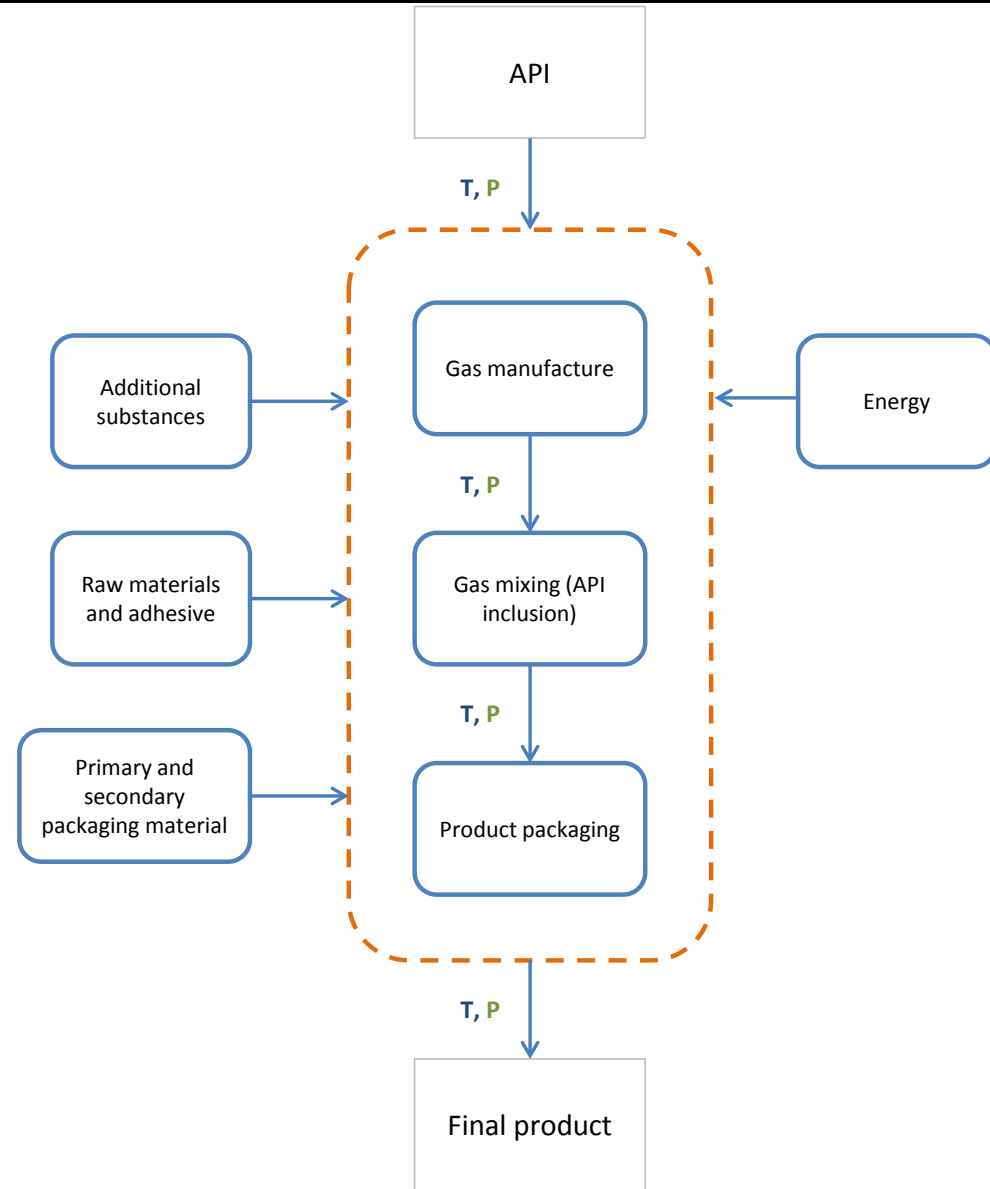 API
T, P
Gas manufacture
Additional
substances
Energy
T, P
Raw materials
and adhesive
Gas mixing (API
inclusion)
T, P
Primary and
secondary
packaging material
Product packaging
T, P
Final product